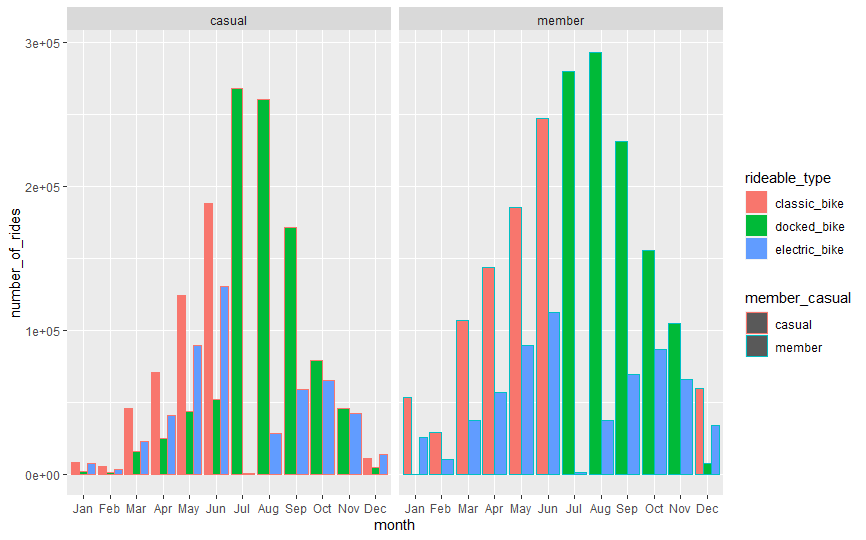 casual member
number_of_rides
3e+05
2e+05
1e+05
0e+00
Jan Feb Mar Apr May Jun Jul Aug Sep Oct Nov Dec Jan Feb Mar Apr May Jun Jul Aug Sep Oct Nov Dec
month
rideable_type
classic_bike
docked_bike
electric_bike
member_casual
casual
member